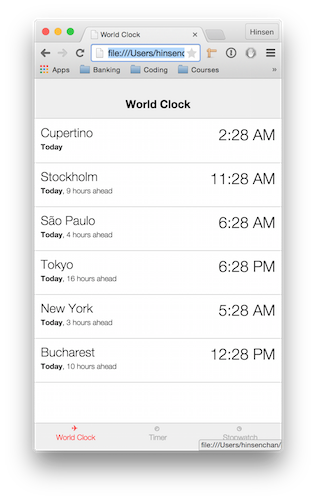 World Clock
Hinsen
file:///Users/hinsenc
Apps Banking Coding Courses »
World Clock
Cupertino 2:28 AM
Today
Stockholm 11:28 AM
Today, 9 hours ahead
São Paulo 6:28 AM
Today, 4 hours ahead
Tokyo 6:28 PM
Today, 16 hours ahead
New York 5:28 AM
Today, 3 hours ahead
Bucharest 12:28 PM
Today, 10 hours ahead
World Clock Timer Stopwatch
file:///Users/hinsenchan/